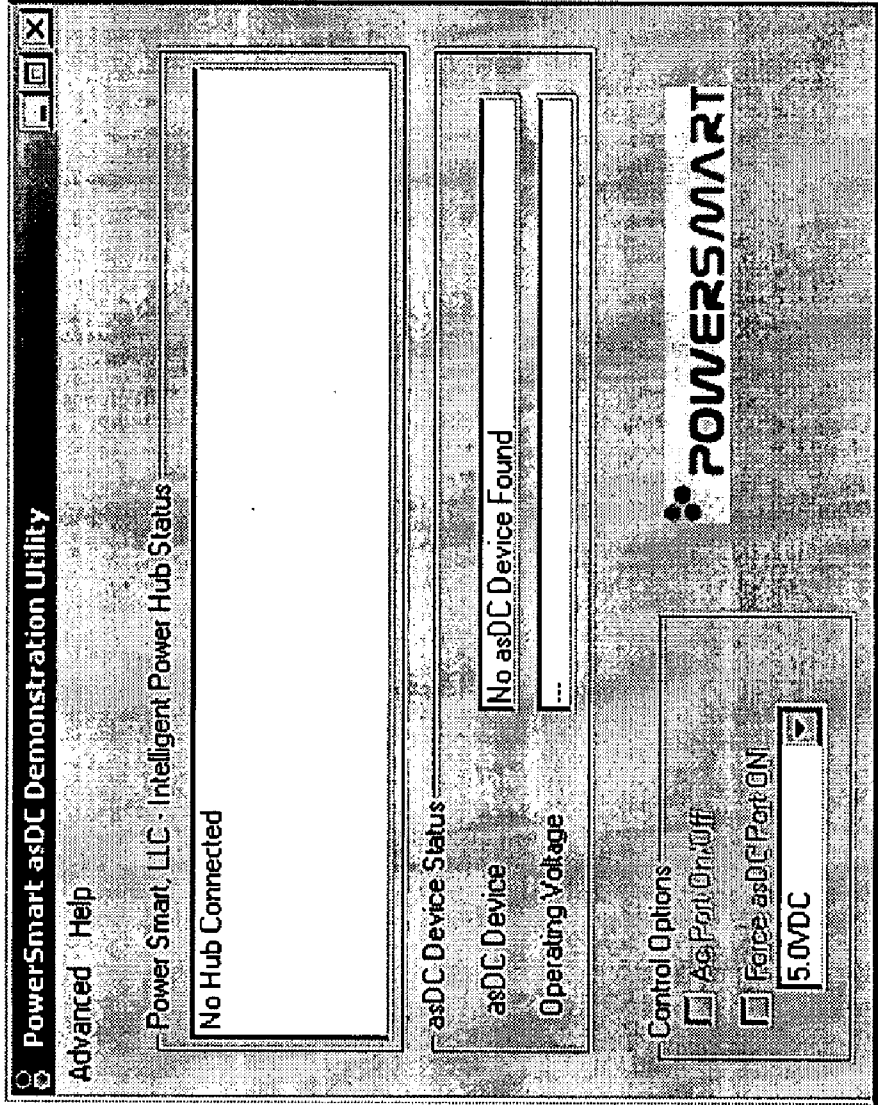 PowerSmart asDC Demonstration Utility
Advanced Help
Power Smart, LLC - Intelligent Power Hub Status
No Hub Connected
asDC Device Status
asDC Device No asDC Device Found
Operating Voltage ---
Control Options
Ac Port On/Off
Force asDC Port ON
5.0VDC
POWERSMART